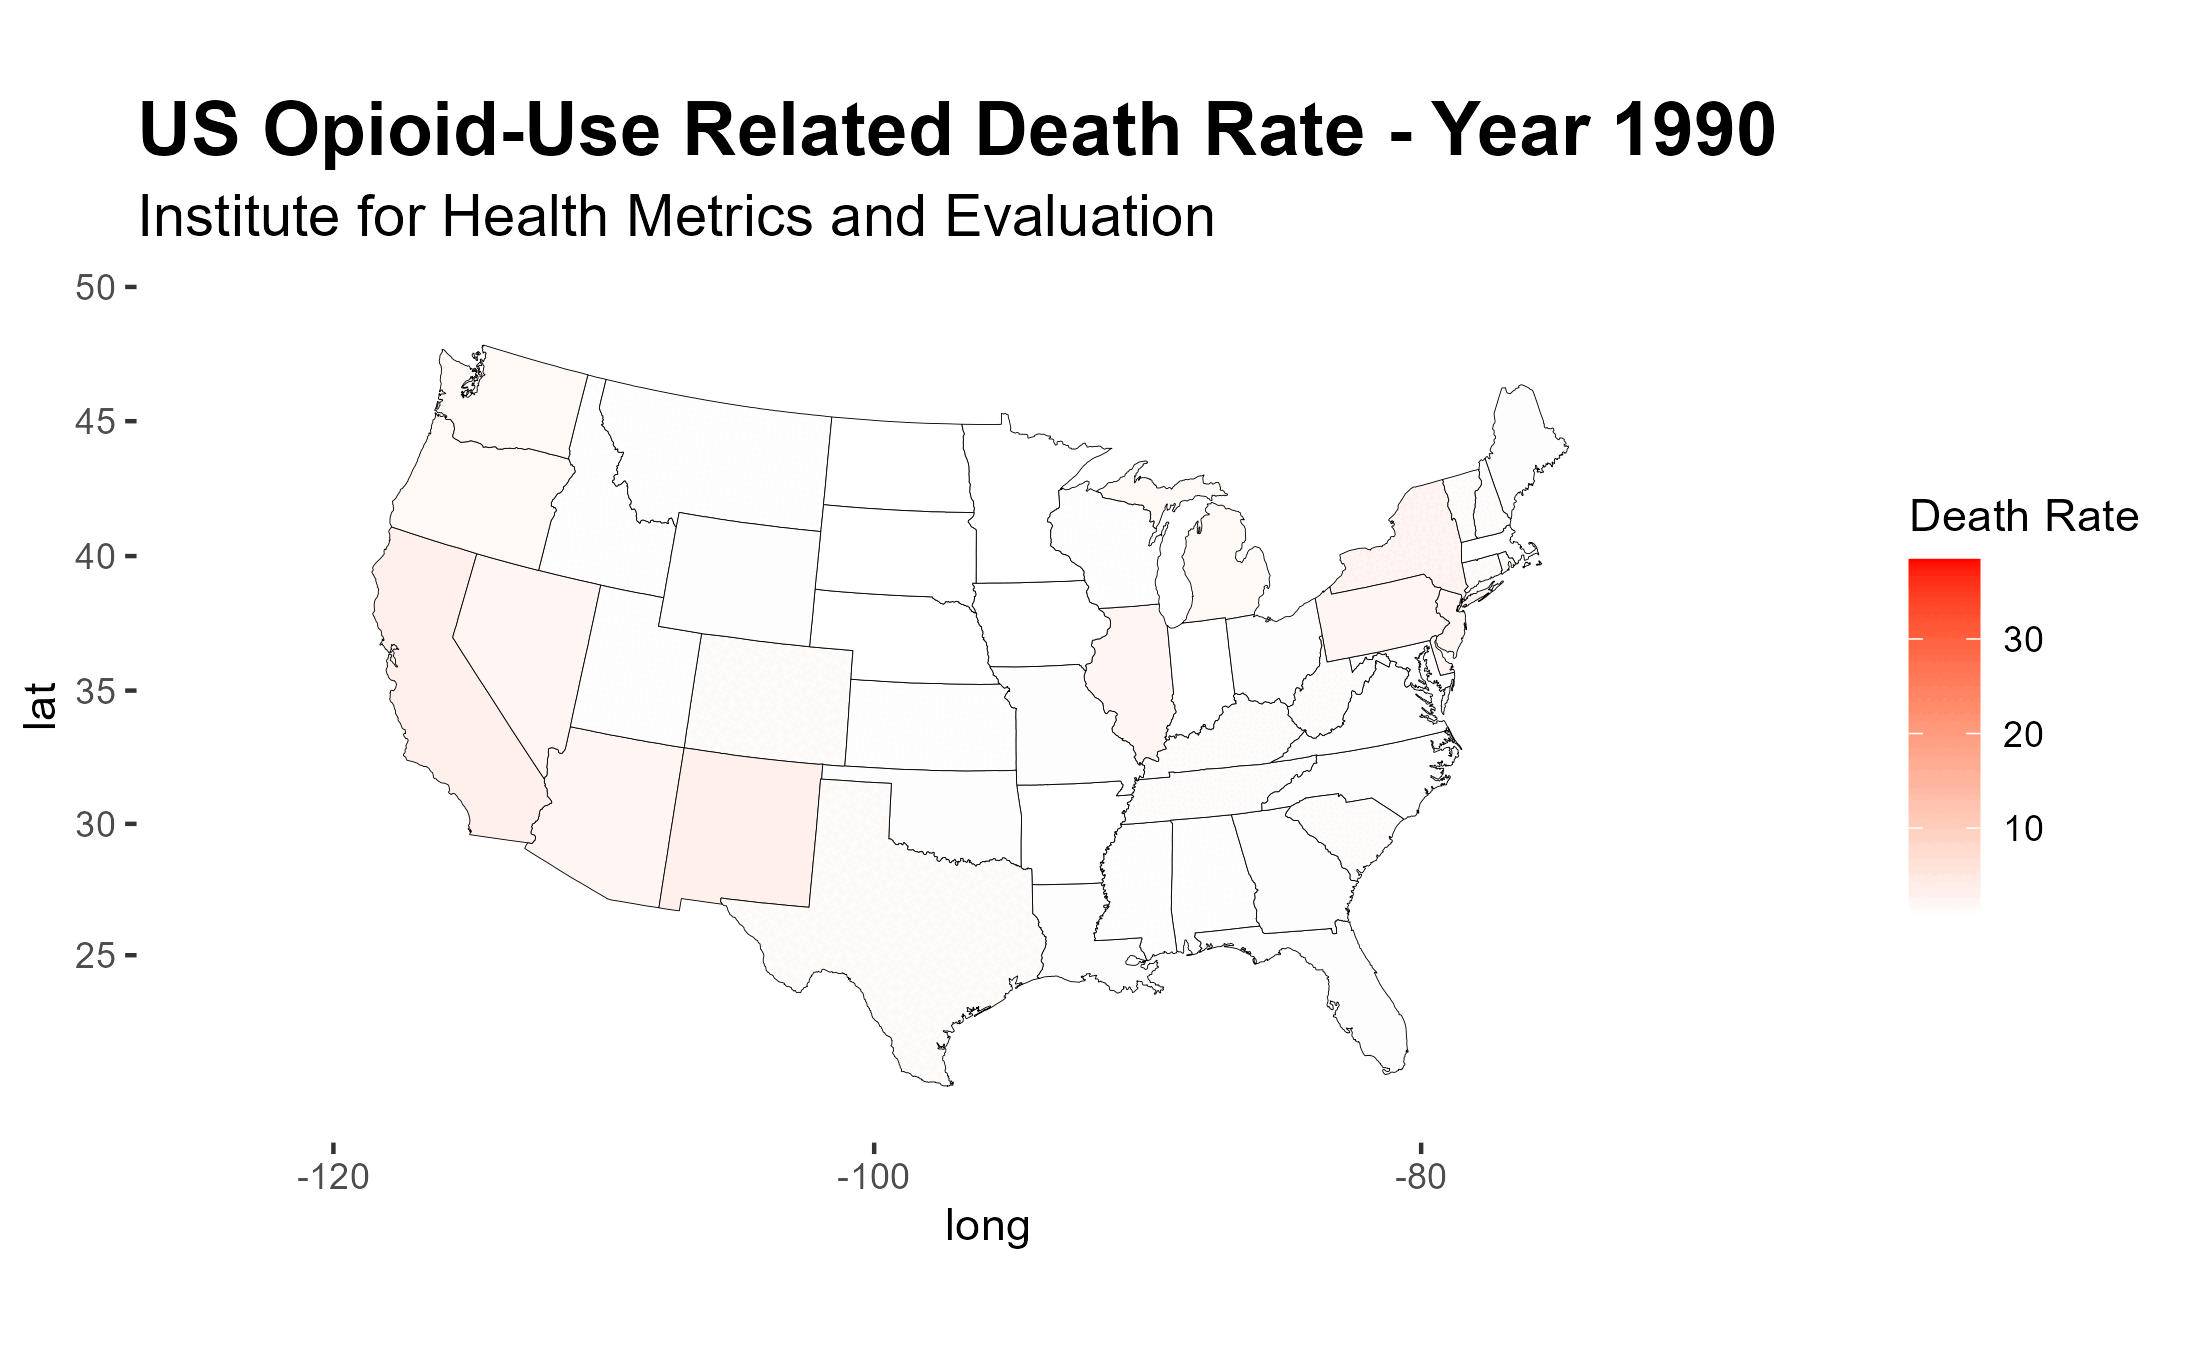 US Opioid-Use Related Death Rate - Year 1990
Institute for Health Metrics and Evaluation
50
45
40
35
30
25
lat
-120
-100
-80
long
Death Rate
30
20
10